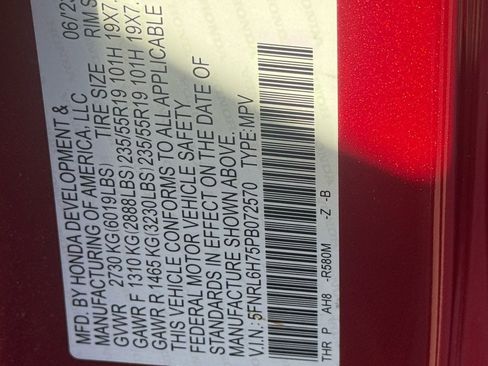 MFD. BY HONDA DEVELOPMENT & 06/23
MANUFACTURING OF AMERICA, LLC
TIRE SIZE RIMS
GVWR 2730 KG(6019LBS)
GAWR F 1310 KG(2888LBS) 235/55R19 101H 19X7.
GAWR R 1465 KG(3230LBS) 235/55R19 101H 19X7.
THIS VEHICLE CONFORMS TO ALL APPLICABLE
FEDERAL MOTOR VEHICLE SAFETY
STANDARDS IN EFFECT ON THE DATE OF
MANUFACTURE SHOWN ABOVE.
V.I.N.: 5FNRL6H75PB072570 TYPE:MPV
THR P AH8 -R580M -Z -B